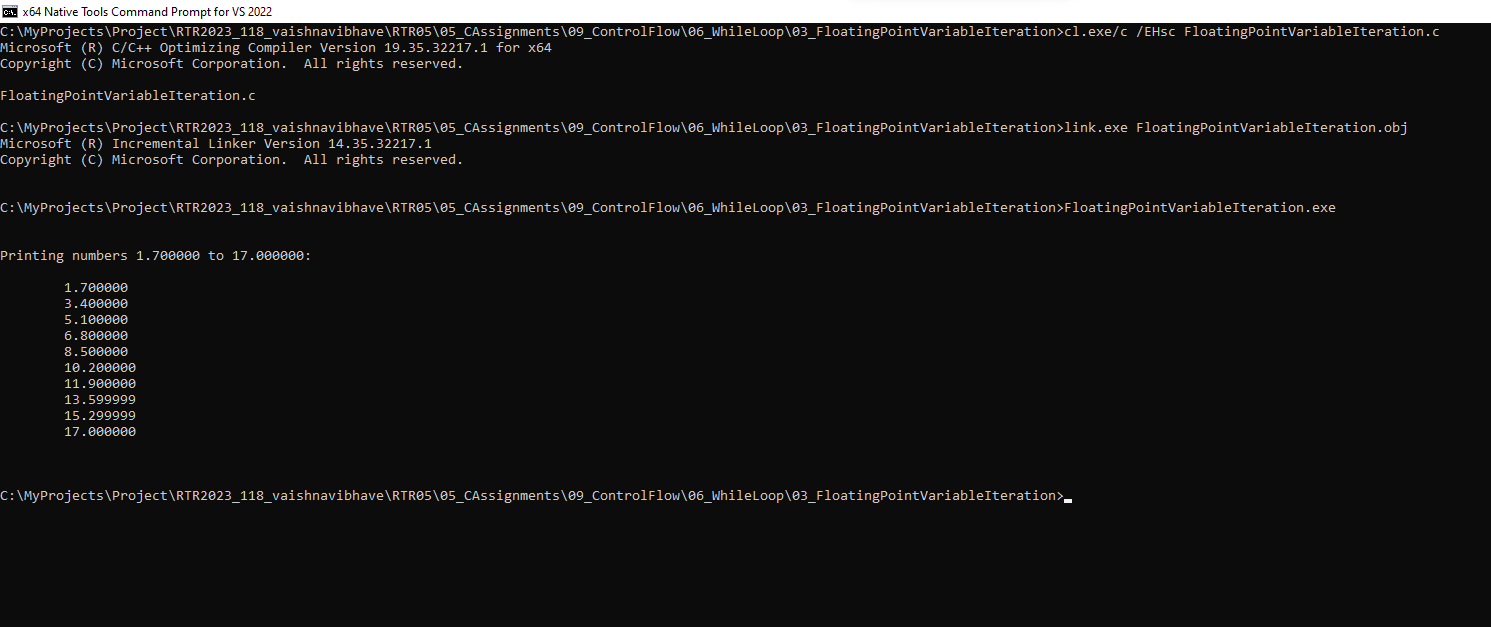 x64 Native Tools Command Prompt for VS 2022
C:\MyProjects\Project\RTR2023_118_vaishnavibhave\RTR05\05_CAssignments\09_ControlFlow\06_WhileLoop\03_FloatingPointVariableIteration>cl.exe/c /EHsc FloatingPointVariableIteration.c
Microsoft (R) C/C++ Optimizing Compiler Version 19.35.32217.1 for x64
Copyright (C) Microsoft Corporation.  All rights reserved.

FloatingPointVariableIteration.c

C:\MyProjects\Project\RTR2023_118_vaishnavibhave\RTR05\05_CAssignments\09_ControlFlow\06_WhileLoop\03_FloatingPointVariableIteration>link.exe FloatingPointVariableIteration.obj
Microsoft (R) Incremental Linker Version 14.35.32217.1
Copyright (C) Microsoft Corporation.  All rights reserved.

C:\MyProjects\Project\RTR2023_118_vaishnavibhave\RTR05\05_CAssignments\09_ControlFlow\06_WhileLoop\03_FloatingPointVariableIteration>FloatingPointVariableIteration.exe

Printing numbers 1.700000 to 17.000000:

1.700000
3.400000
5.100000
6.800000
8.500000
10.200000
11.900000
13.599999
15.299999
17.000000

C:\MyProjects\Project\RTR2023_118_vaishnavibhave\RTR05\05_CAssignments\09_ControlFlow\06_WhileLoop\03_FloatingPointVariableIteration>